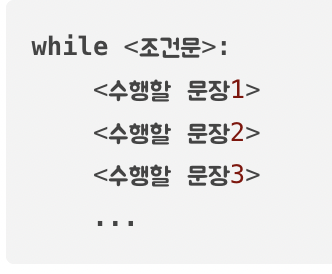 while <조건문>:
    <수행할 문장1>
    <수행할 문장2>
    <수행할 문장3>
    ...